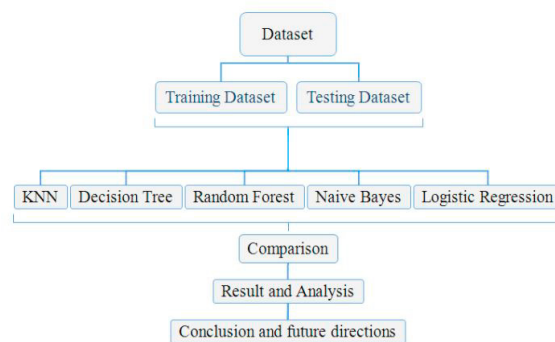 Dataset
Training Dataset
Testing Dataset
KNN
Decision Tree
Random Forest
Naive Bayes
Logistic Regression
Comparison
Result and Analysis
Conclusion and future directions